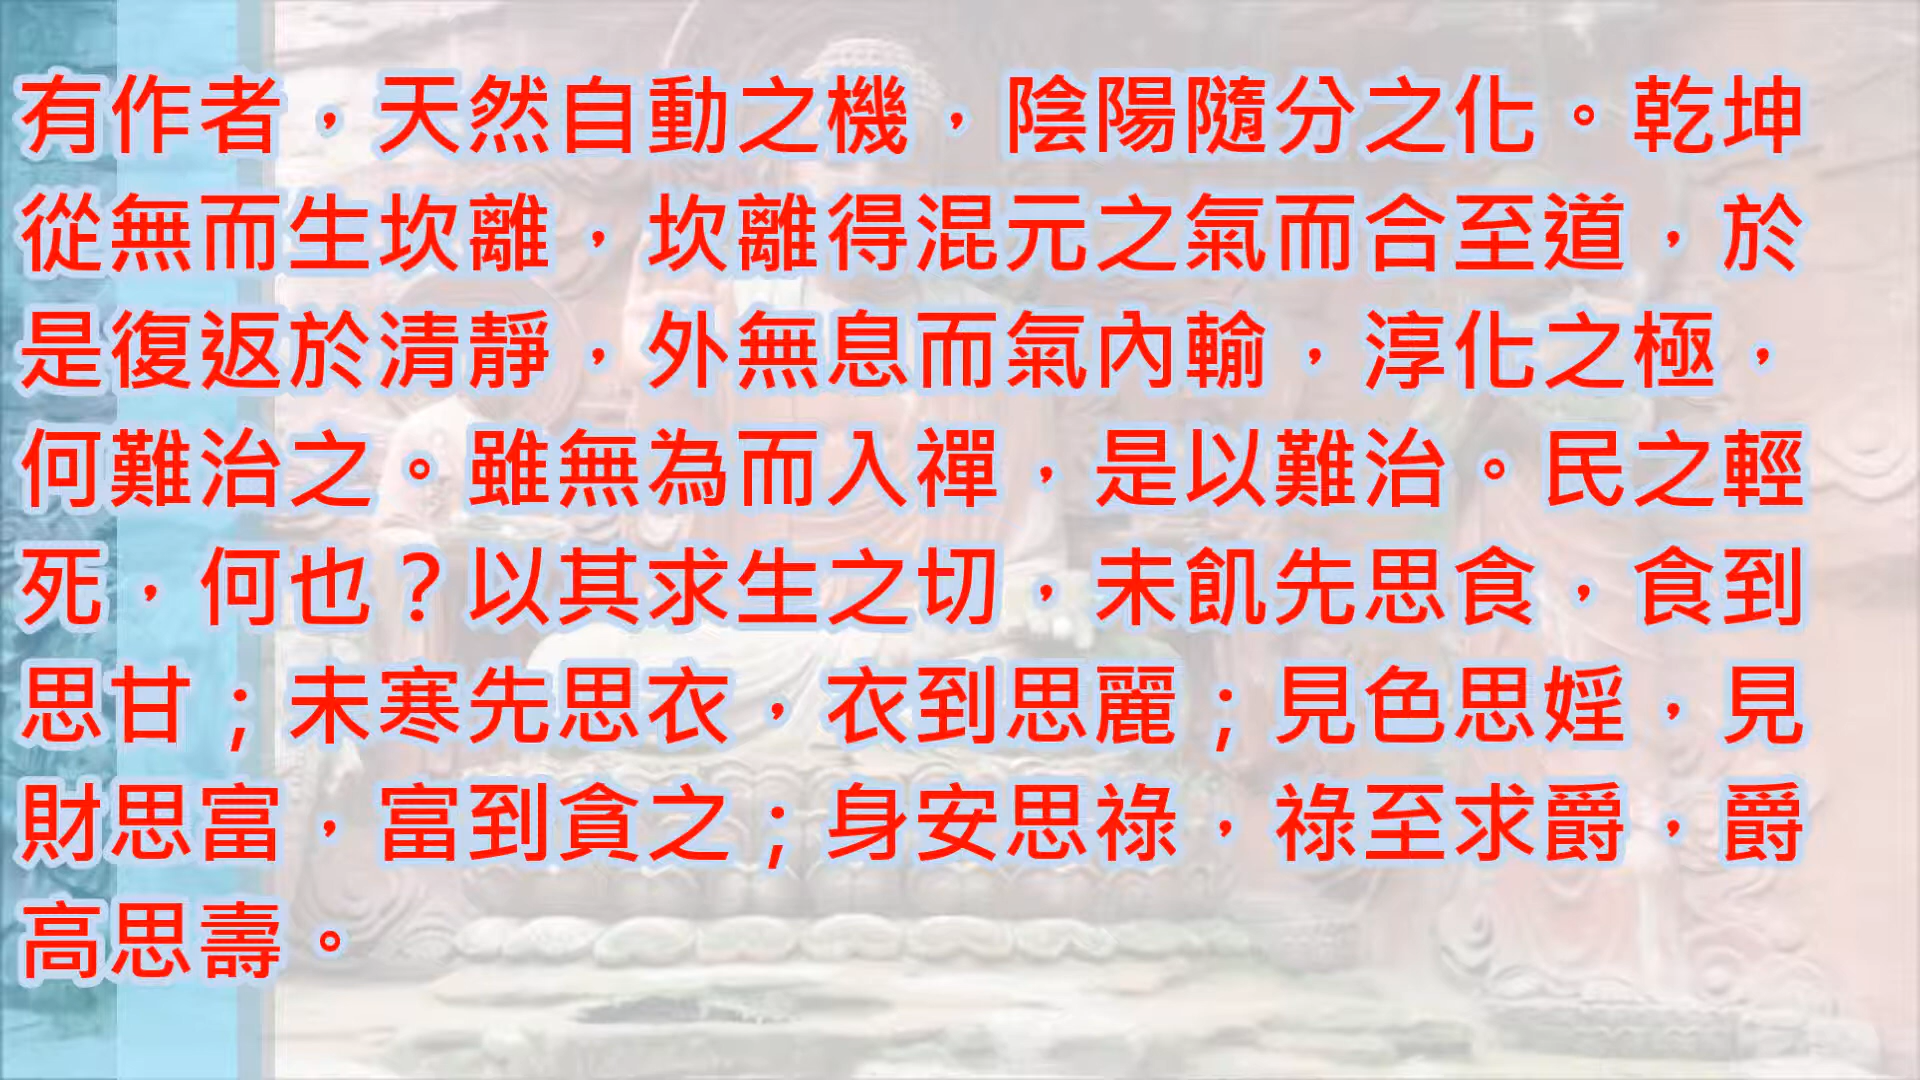 有作者，天然自動之機，陰陽隨分之化。乾坤
從無而生坎離，坎離得混元之氣而合至道，於
是復返於清靜，外無息而氣內輸，淳化之極，
何難治之。雖無為而入禪，是以難治。民之輕
死，何也？以其求生之切，未飢先思食，食到
思甘；未寒先思衣，衣到思麗；見色思婬，見
財思富，富到貪之；身安思祿，祿至求爵，爵
高思壽。